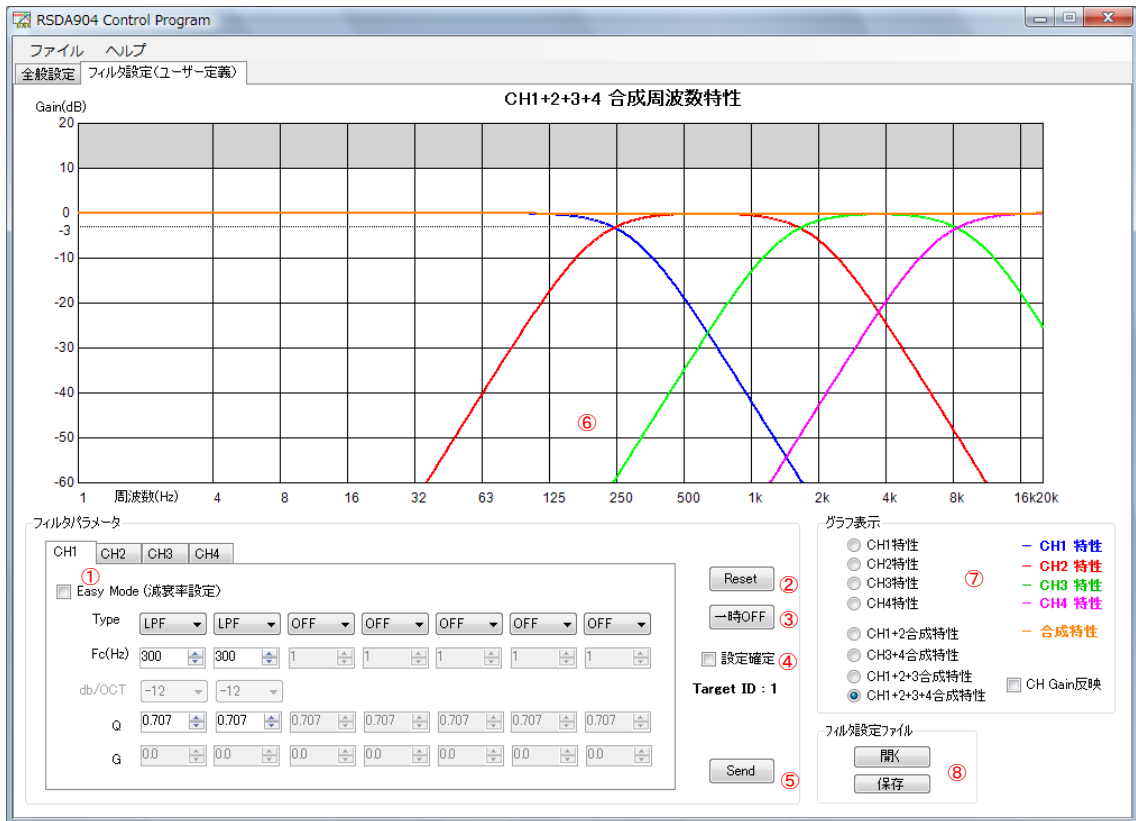 RSDA904 Control Program
ファイル ヘルプ
全般設定 フィルタ設定(ユーザー定義)
CH1+2+3+4 合成周波数特性
Gain(dB)
20
10
0
-3
-10
-20
-30
-40
-50
-60
⑥
1 周波数(Hz) 4 8 16 32 63 125 250 500 1k 2k 4k 8k 16k20k
フィルタパラメータ
CH1 CH2 CH3 CH4
①
Easy Mode (減衰率設定)
Type LPF LPF OFF OFF OFF OFF OFF
Fc(Hz) 300 300 1 1 1 1 1
db/OCT -12 -12
Q 0.707 0.707 0.707 0.707 0.707 0.707 0.707
G 0.0 0.0 0.0 0.0 0.0 0.0 0.0
Reset ②
一時OFF ③
設定確定 ④
Target ID : 1
Send ⑤
グラフ表示
CH1特性
CH2特性
CH3特性
CH4特性
CH1+2合成特性
CH3+4合成特性
CH1+2+3合成特性
CH1+2+3+4合成特性
⑦
— CH1 特性
— CH2 特性
— CH3 特性
— CH4 特性
— 合成特性
CH Gain反映
フィルタ設定ファイル
開く
保存
⑧